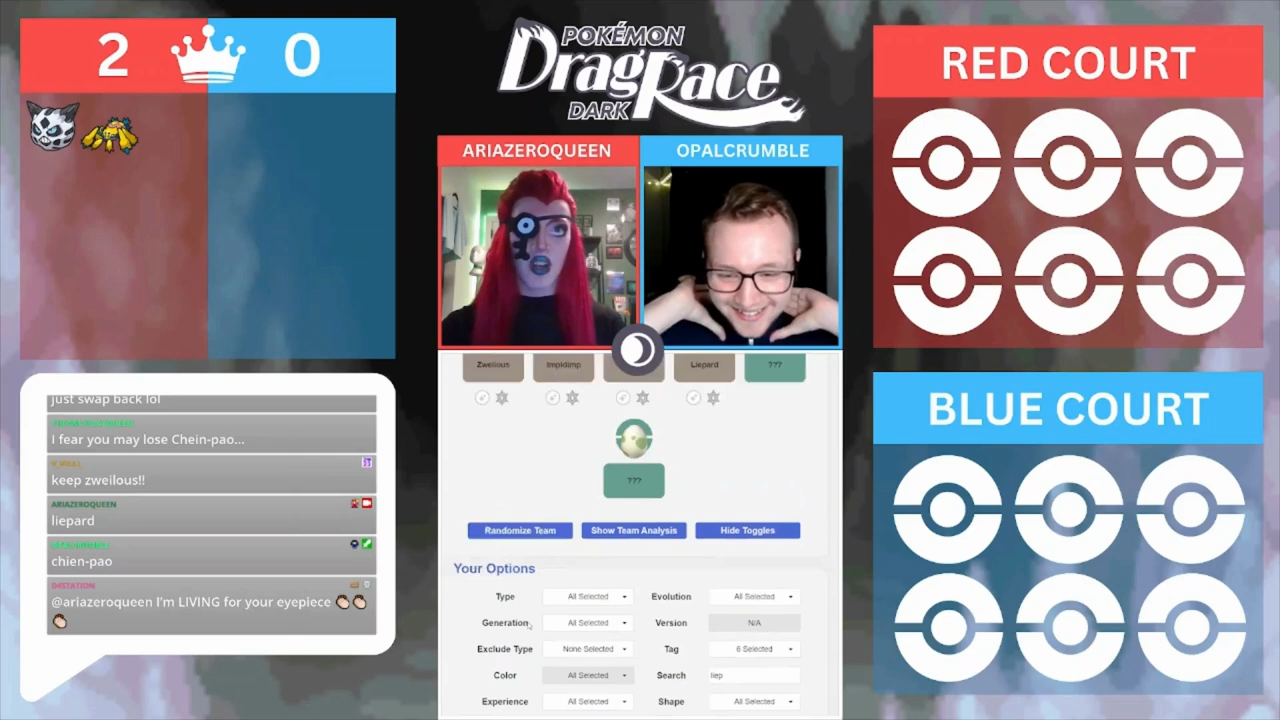 2 0
POKÉMON
DragRace
DARK
ARIAZEROQUEEN
OPALCRUMBLE
RED COURT
BLUE COURT
just swap back lol
I fear you may lose Chein-pao...
keep zweilous!!
ARIAZEROQUEEN
liepard
chien-pao
@ariazeroqueen I'm LIVING for your eyepiece
Zweilous
Impidimp
Liepard
???
???
Randomize Team
Show Team Analysis
Hide Toggles
Your Options
Type All Selected Evolution All Selected
Generation All Selected Version N/A
Exclude Type None Selected Tag 6 Selected
Color All Selected Search liep
Experience All Selected Shape All Selected